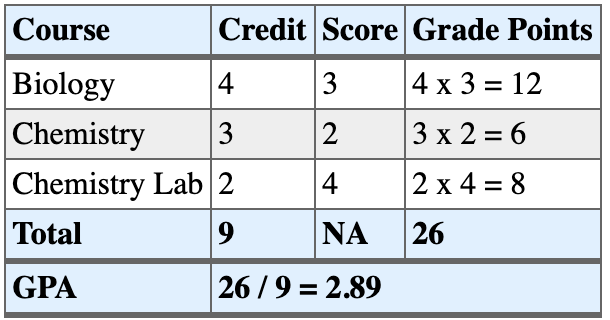 Course Credit Score Grade Points
Biology 4 3 4 x 3 = 12
Chemistry 3 2 3 x 2 = 6
Chemistry Lab 2 4 2 x 4 = 8
Total 9 NA 26
GPA 26 / 9 = 2.89